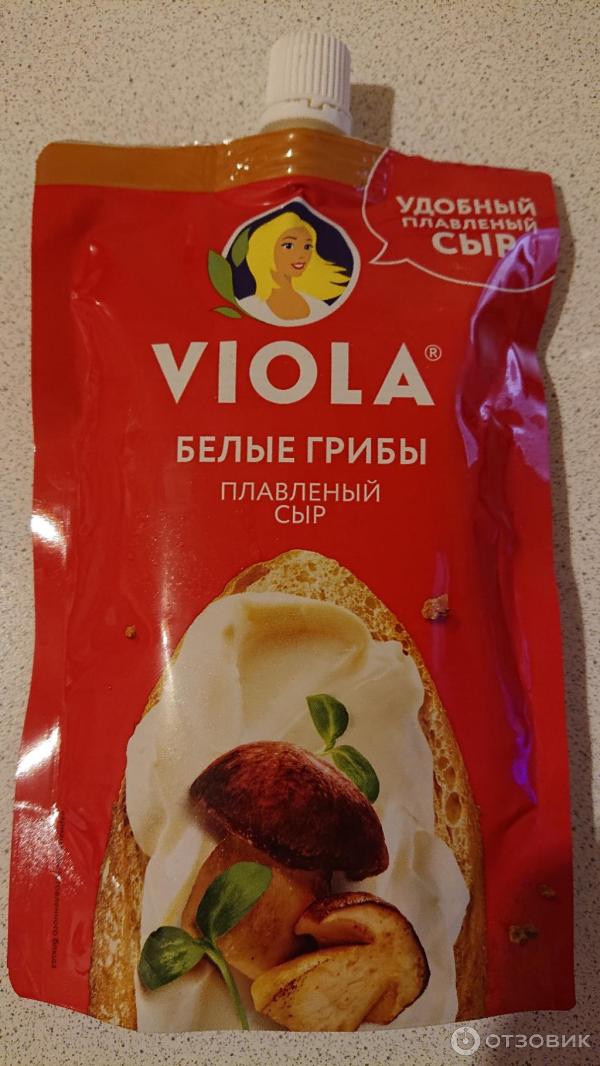 УДОБНЫЙ
ПЛАВЛЕНЫЙ
СЫР
VIOLA®
БЕЛЫЕ ГРИБЫ
ПЛАВЛЕНЫЙ
СЫР
ОТЗОВИК